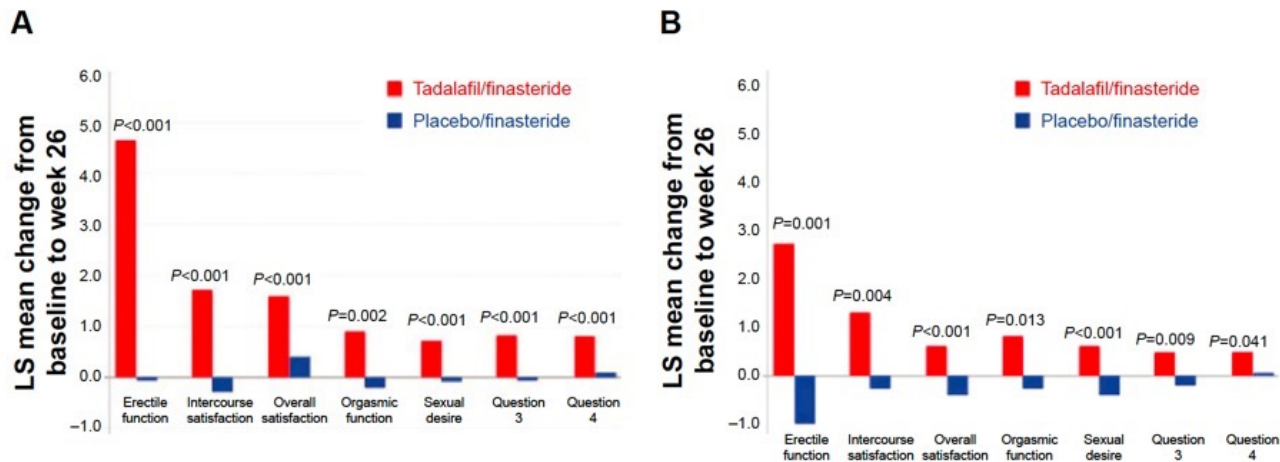 A
LS mean change from
baseline to week 26
6.0
5.0
4.0
3.0
2.0
1.0
0.0
–1.0
Tadalafil/finasteride
Placebo/finasteride
P<0.001
P<0.001
P<0.001
P=0.002
P<0.001
P<0.001
P<0.001
Erectile
function
Intercourse
satisfaction
Overall
satisfaction
Orgasmic
function
Sexual
desire
Question
3
Question
4
B
LS mean change from
baseline to week 26
6.0
5.0
4.0
3.0
2.0
1.0
0.0
–1.0
Tadalafil/finasteride
Placebo/finasteride
P=0.001
P=0.004
P<0.001
P=0.013
P<0.001
P=0.009
P=0.041
Erectile
function
Intercourse
satisfaction
Overall
satisfaction
Orgasmic
function
Sexual
desire
Question
3
Question
4